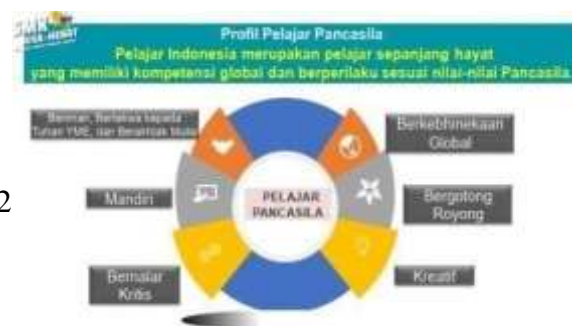 Profil Pelajar Pancasila
Pelajar Indonesia merupakan pelajar sepanjang hayat
yang memiliki kompetensi global dan berperilaku sesuai nilai-nilai Pancasila.
Beriman, Bertakwa kepada
Tuhan YME, dan Berakhlak Mulia
Berkebhinekaan
Global
2
Mandiri
PELAJAR
PANCASILA
Bergotong
Royong
Bernalar
Kritis
Kreatif